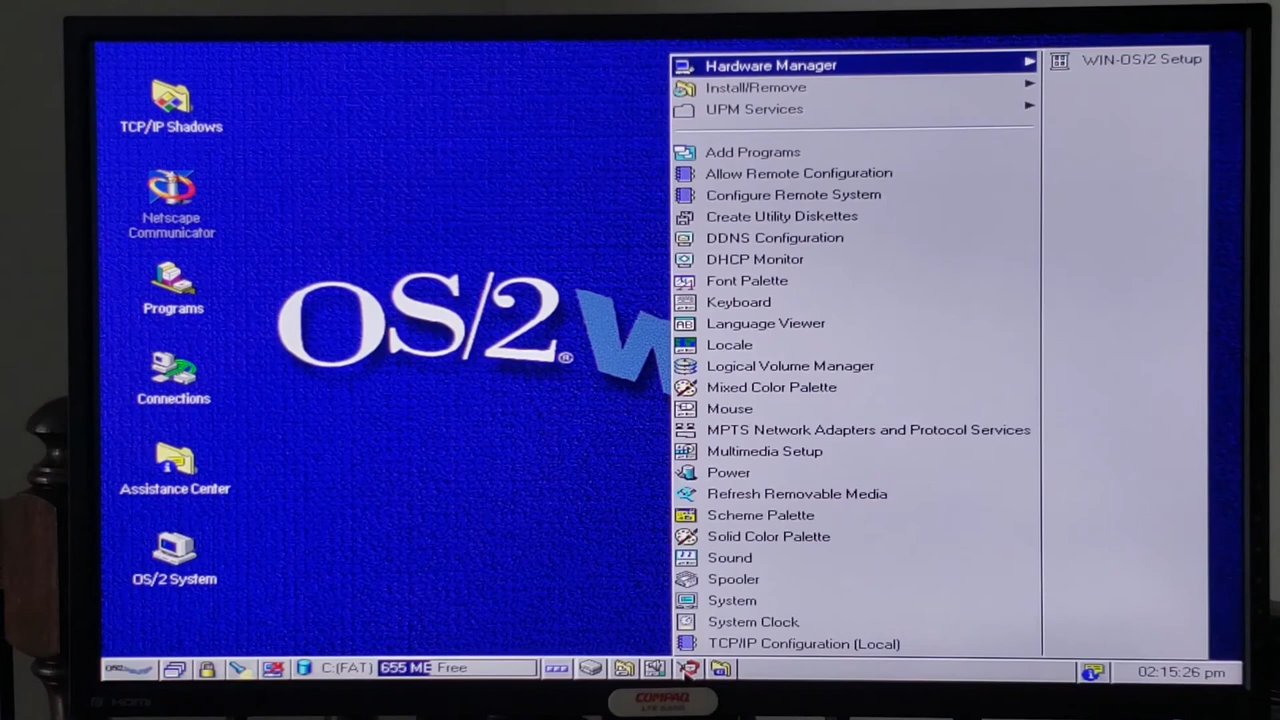 TCP/IP Shadows
Netscape
Communicator
Programs
Connections
Assistance Center
OS/2 System
OS/2®
W
Hardware Manager
Install/Remove
UPM Services
Add Programs
Allow Remote Configuration
Configure Remote System
Create Utility Diskettes
DDNS Configuration
DHCP Monitor
Font Palette
Keyboard
Language Viewer
Locale
Logical Volume Manager
Mixed Color Palette
Mouse
MPTS Network Adapters and Protocol Services
Multimedia Setup
Power
Refresh Removable Media
Scheme Palette
Solid Color Palette
Sound
Spooler
System
System Clock
TCP/IP Configuration (Local)
WIN-OS/2 Setup
OS/2
C:(FAT) 655 ME Free
02:15:26 pm
HDMI
COMPAQ